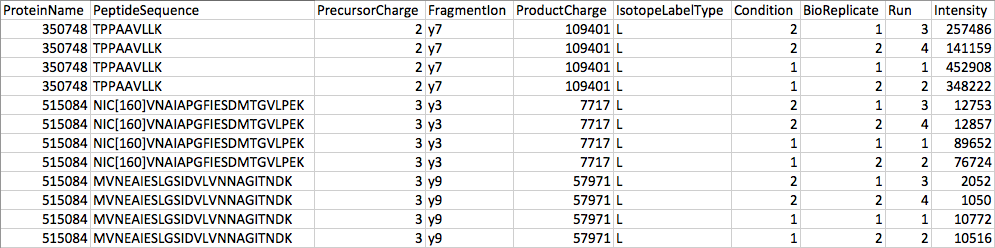 ProteinName PeptideSequence PrecursorCharge FragmentIon ProductCharge IsotopeLabelType Condition BioReplicate Run Intensity
350748 TPPAAVLLK 2 y7 109401 L 2 1 3 257486
350748 TPPAAVLLK 2 y7 109401 L 2 2 4 141159
350748 TPPAAVLLK 2 y7 109401 L 1 1 1 452908
350748 TPPAAVLLK 2 y7 109401 L 1 2 2 348222
515084 NIC[160]VNAIAPGFIESDMTGVLPEK 3 y3 7717 L 2 1 3 12753
515084 NIC[160]VNAIAPGFIESDMTGVLPEK 3 y3 7717 L 2 2 4 12857
515084 NIC[160]VNAIAPGFIESDMTGVLPEK 3 y3 7717 L 1 1 1 89652
515084 NIC[160]VNAIAPGFIESDMTGVLPEK 3 y3 7717 L 1 2 2 76724
515084 MVNEAIESLGSIDVLVNNAGITNDK 3 y9 57971 L 2 1 3 2052
515084 MVNEAIESLGSIDVLVNNAGITNDK 3 y9 57971 L 2 2 4 1050
515084 MVNEAIESLGSIDVLVNNAGITNDK 3 y9 57971 L 1 1 1 10772
515084 MVNEAIESLGSIDVLVNNAGITNDK 3 y9 57971 L 1 2 2 10516